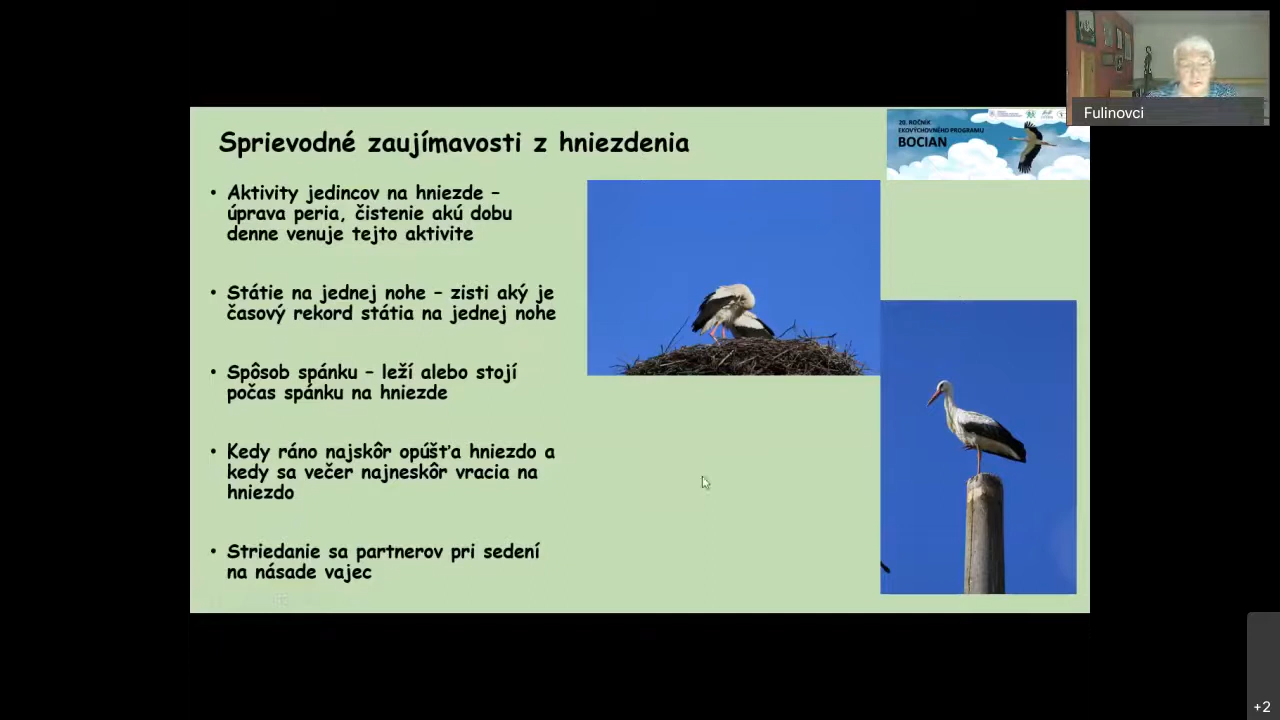 Sprievodné zaujímavosti z hniezdenia
20. ROČNÍK
EKOVÝCHOVNÉHO PROGRAMU
BOCIAN
Fulinovci
• Aktivity jedincov na hniezde –
úprava peria, čistenie akú dobu
denne venuje tejto aktivite
• Státie na jednej nohe – zisti aký je
časový rekord státia na jednej nohe
• Spôsob spánku – leží alebo stojí
počas spánku na hniezde
• Kedy ráno najskôr opúšťa hniezdo a
kedy sa večer najneskôr vracia na
hniezdo
• Striedanie sa partnerov pri sedení
na násade vajec
+2